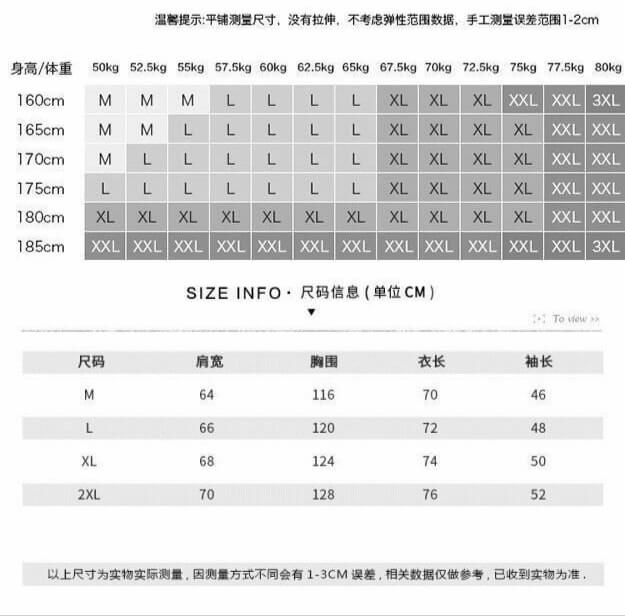 温馨提示:平铺测量尺寸，没有拉伸，不考虑弹性范围数据，手工测量误差范围1-2cm
身高/体重 50kg 52.5kg 55kg 57.5kg 60kg 62.5kg 65kg 67.5kg 70kg 72.5kg 75kg 77.5kg 80kg
160cm M M M L L L L XL XL XL XXL XXL 3XL
165cm M M L L L L L XL XL XL XL XXL XXL
170cm M L L L L L L XL XL XL XL XXL XXL
175cm L L L L L L L XL XL XL XL XXL XXL
180cm XL XL XL XL XL XL XL XL XL XL XL XXL XXL
185cm XXL XXL XXL XXL XXL XXL XXL XXL XXL XXL XXL XXL 3XL
SIZE INFO · 尺码信息 ( 单位 CM )
To view >>
尺码 肩宽 胸围 衣长 袖长
M 64 116 70 46
L 66 120 72 48
XL 68 124 74 50
2XL 70 128 76 52
以上尺寸为实物实际测量 , 因测量方式不同会有 1-3CM 误差 , 相关数据仅做参考 , 已收到实物为准 .